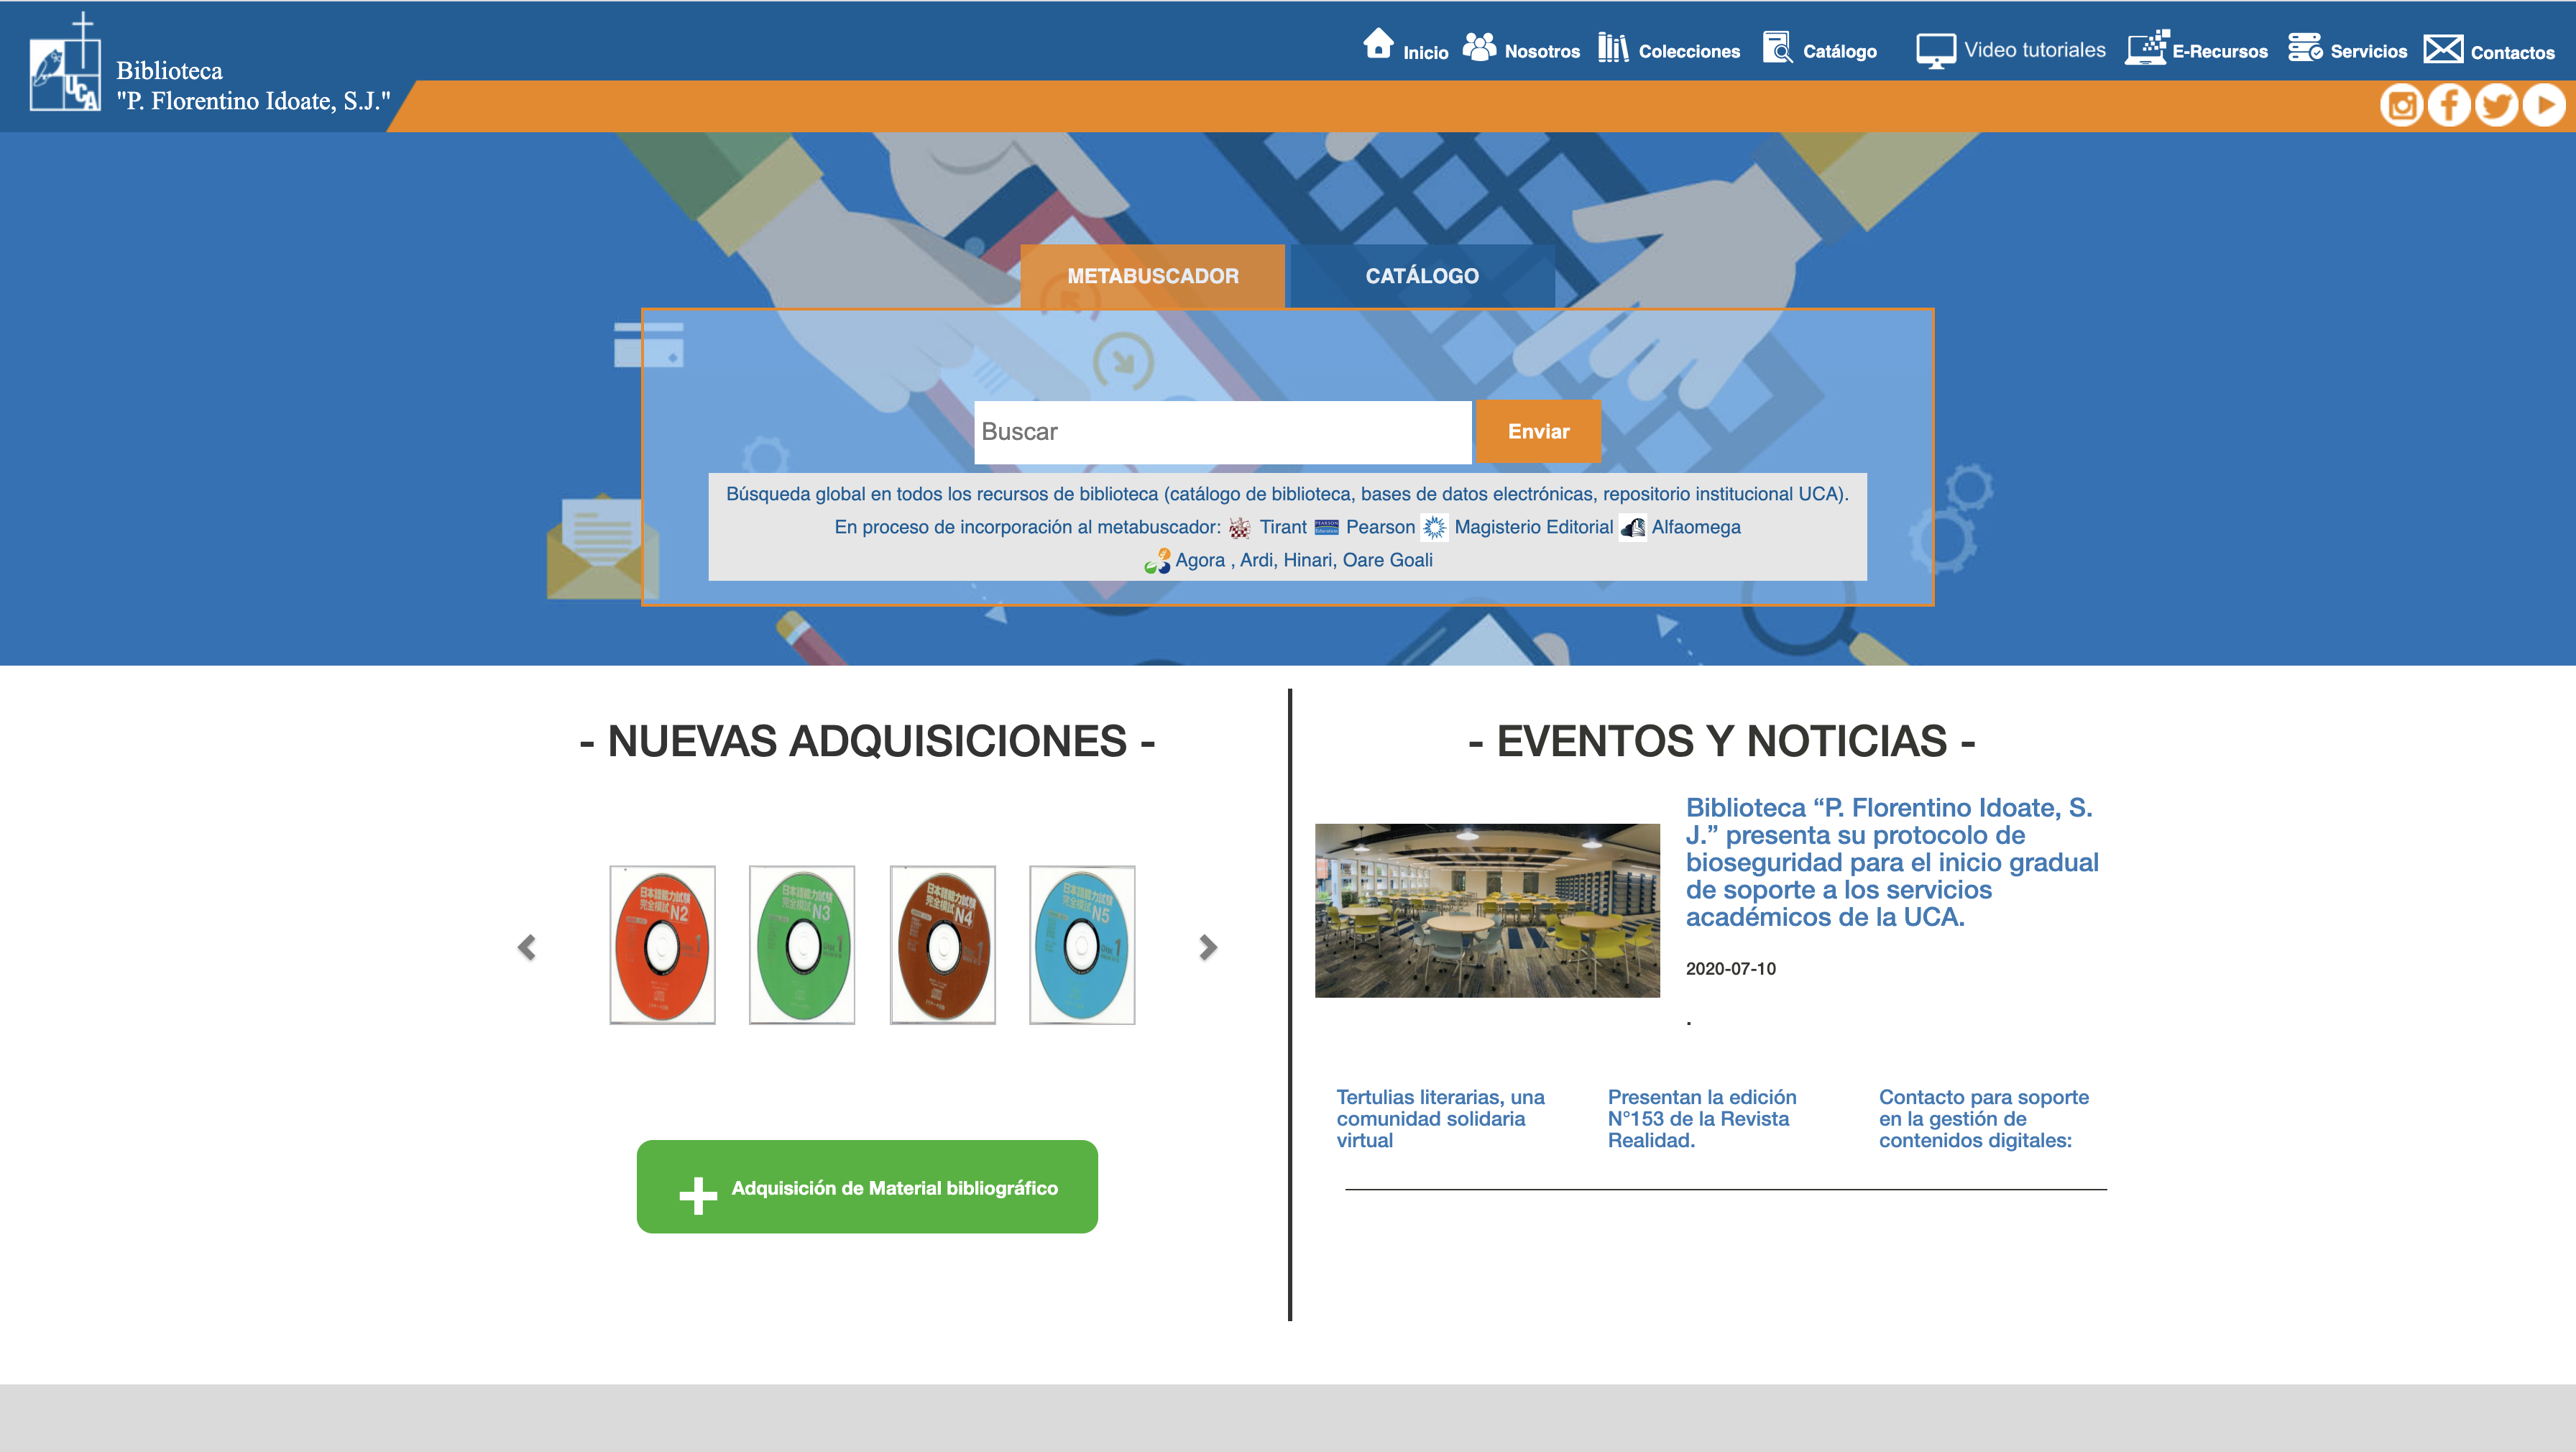 UCA
Biblioteca
"P. Florentino Idoate, S.J."
Inicio
Nosotros
Colecciones
Catálogo
Video tutoriales
E-Recursos
Servicios
Contactos
METABUSCADOR
CATÁLOGO
Buscar
Enviar
Búsqueda global en todos los recursos de biblioteca (catálogo de biblioteca, bases de datos electrónicas, repositorio institucional UCA).
En proceso de incorporación al metabuscador: Tirant Pearson Magisterio Editorial Alfaomega
Agora , Ardi, Hinari, Oare Goali
- NUEVAS ADQUISICIONES -
日本語能力試験
完全模試 N2
日本語能力試験
完全模試 N3
日本語能力試験
完全模試 N4
日本語能力試験
完全模試 N5
Adquisición de Material bibliográfico
- EVENTOS Y NOTICIAS -
Biblioteca “P. Florentino Idoate, S.
J.” presenta su protocolo de
bioseguridad para el inicio gradual
de soporte a los servicios
académicos de la UCA.
2020-07-10
.
Tertulias literarias, una
comunidad solidaria
virtual
Presentan la edición
N°153 de la Revista
Realidad.
Contacto para soporte
en la gestión de
contenidos digitales: